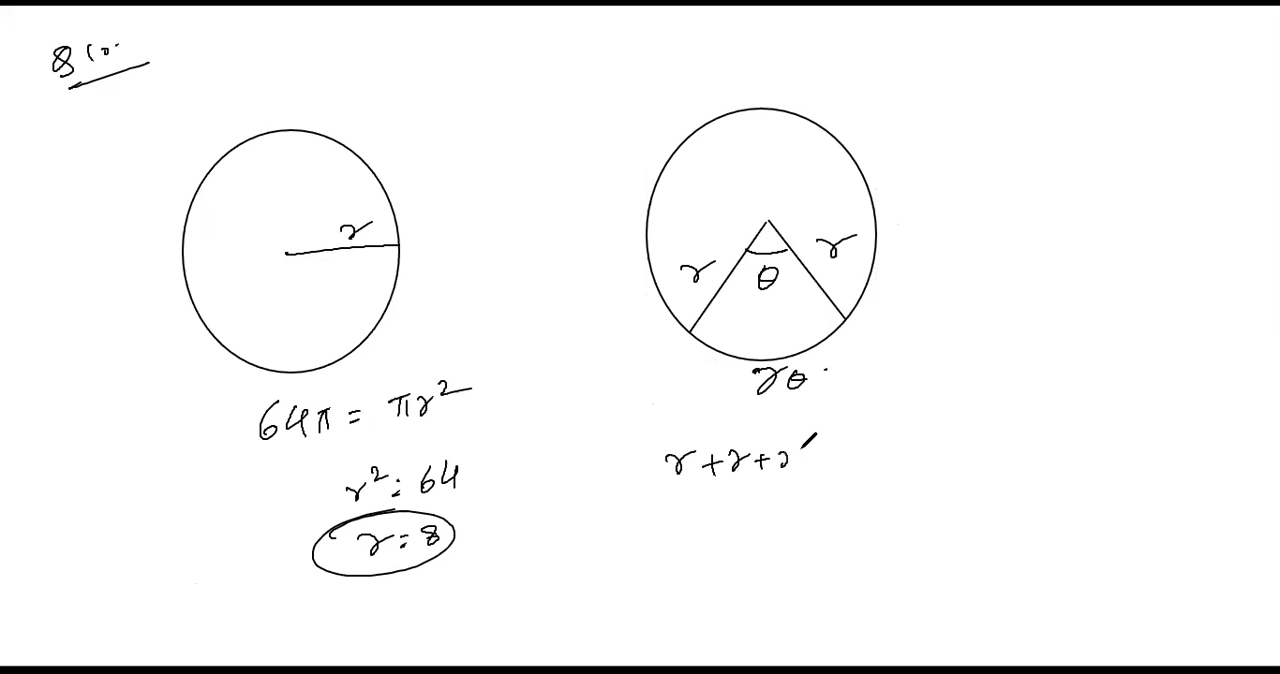 8
r
64π = πr²
r² = 64
r = 8
r
r
θ
rθ
r + r + r